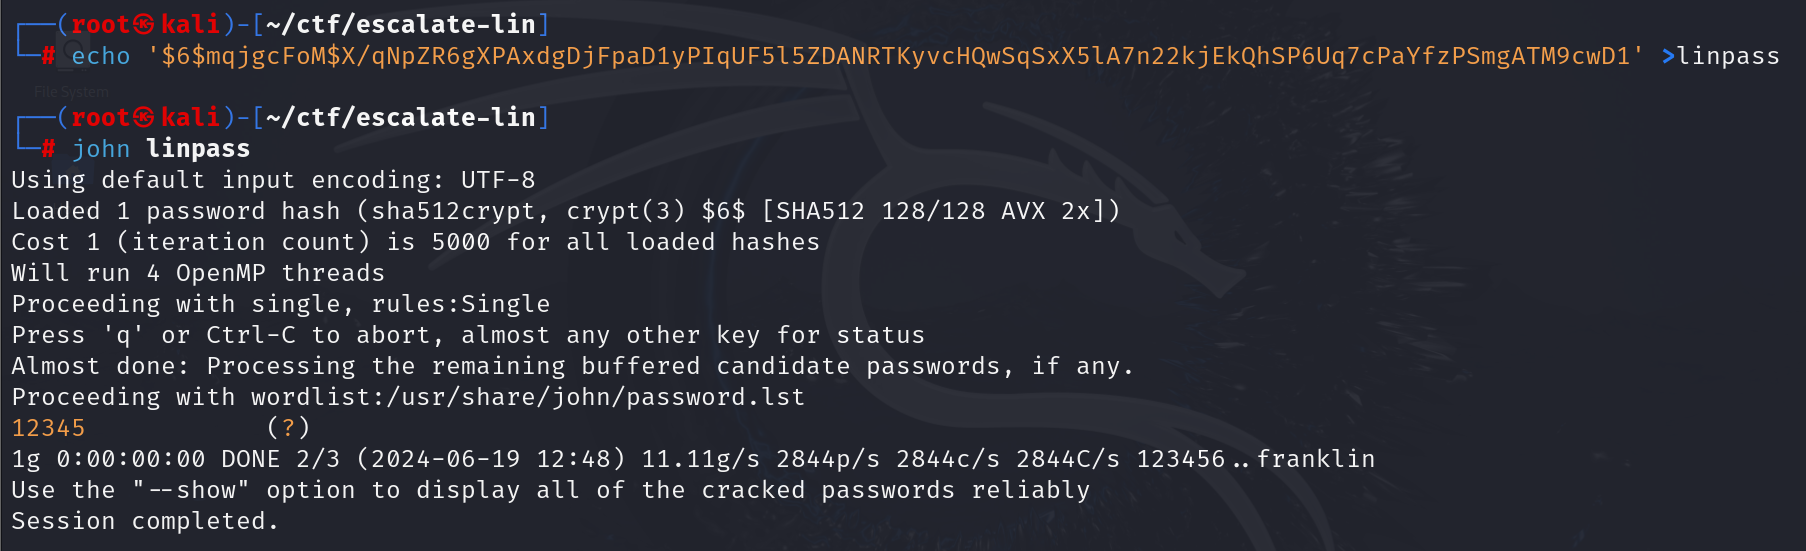 ┌──(root㉿kali)-[~/ctf/escalate-lin]
└─# echo '$6$mqjgcFoM$X/qNpZR6gXPAxdgDjFpaD1yPIqUF5l5ZDANRTKyvcHQwSqSxX5lA7n22kjEkQhSP6Uq7cPaYfzPSmgATM9cwD1' >linpass
File System
┌──(root㉿kali)-[~/ctf/escalate-lin]
└─# john linpass
Using default input encoding: UTF-8
Loaded 1 password hash (sha512crypt, crypt(3) $6$ [SHA512 128/128 AVX 2x])
Cost 1 (iteration count) is 5000 for all loaded hashes
Will run 4 OpenMP threads
Proceeding with single, rules:Single
Press 'q' or Ctrl-C to abort, almost any other key for status
Almost done: Processing the remaining buffered candidate passwords, if any.
Proceeding with wordlist:/usr/share/john/password.lst
12345            (?)
1g 0:00:00:00 DONE 2/3 (2024-06-19 12:48) 11.11g/s 2844p/s 2844c/s 2844C/s 123456..franklin
Use the "--show" option to display all of the cracked passwords reliably
Session completed.